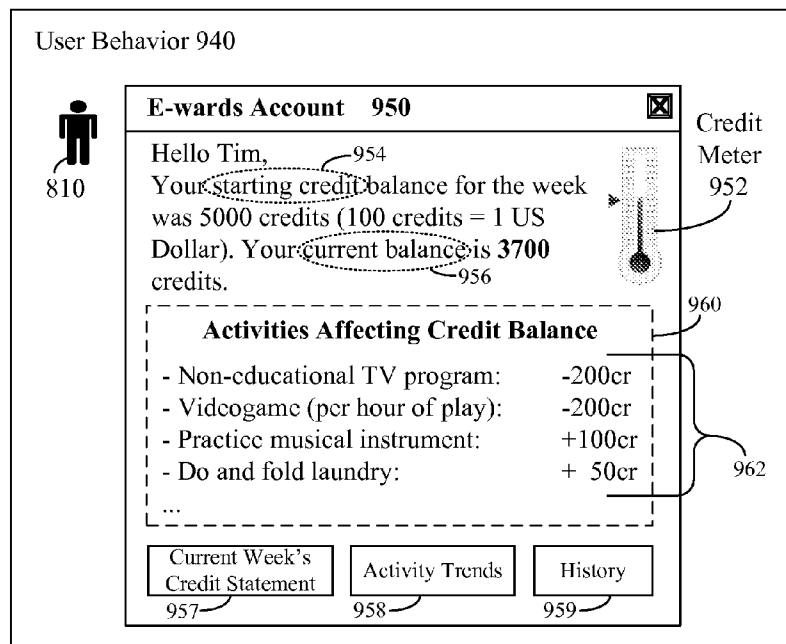 User Behavior 940
810
E-wards Account 950
Hello Tim,
954
Your starting credit balance for the week
was 5000 credits (100 credits = 1 US
Dollar). Your current balance is 3700
credits.
956
Credit
Meter
952
960
Activities Affecting Credit Balance
- Non-educational TV program: -200cr
- Videogame (per hour of play): -200cr
- Practice musical instrument: +100cr
- Do and fold laundry: + 50cr
...
962
Current Week's
Credit Statement
957
Activity Trends
958
History
959